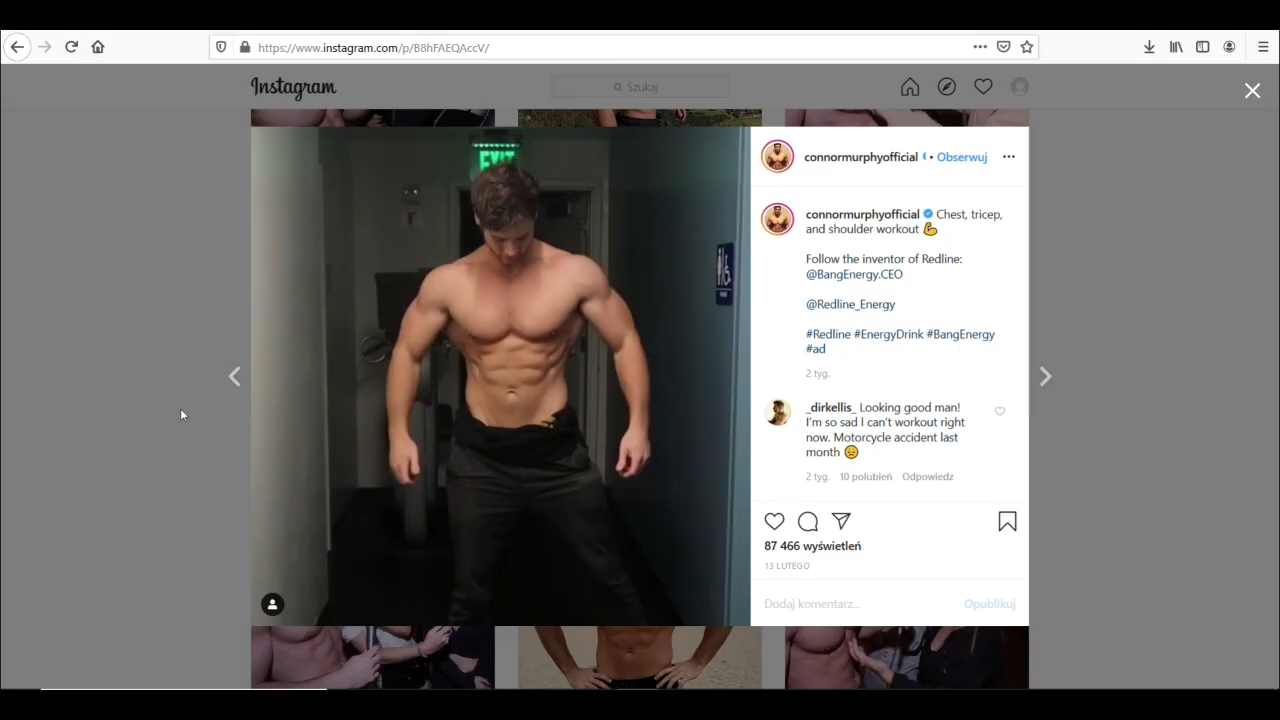 https://www.instagram.com/p/B8hFAEQAccV/
Instagram
Szukaj
EXIT
connormurphyofficial • Obserwuj
connormurphyofficial Chest, tricep,
and shoulder workout 💪
Follow the inventor of Redline:
@BangEnergy.CEO
@Redline_Energy
#Redline #EnergyDrink #BangEnergy
#ad
2 tyg.
_dirkellis_ Looking good man!
I'm so sad I can't workout right
now. Motorcycle accident last
month 😔
2 tyg. 10 polubień Odpowiedz
87 466 wyświetleń
13 LUTEGO
Dodaj komentarz... Opublikuj